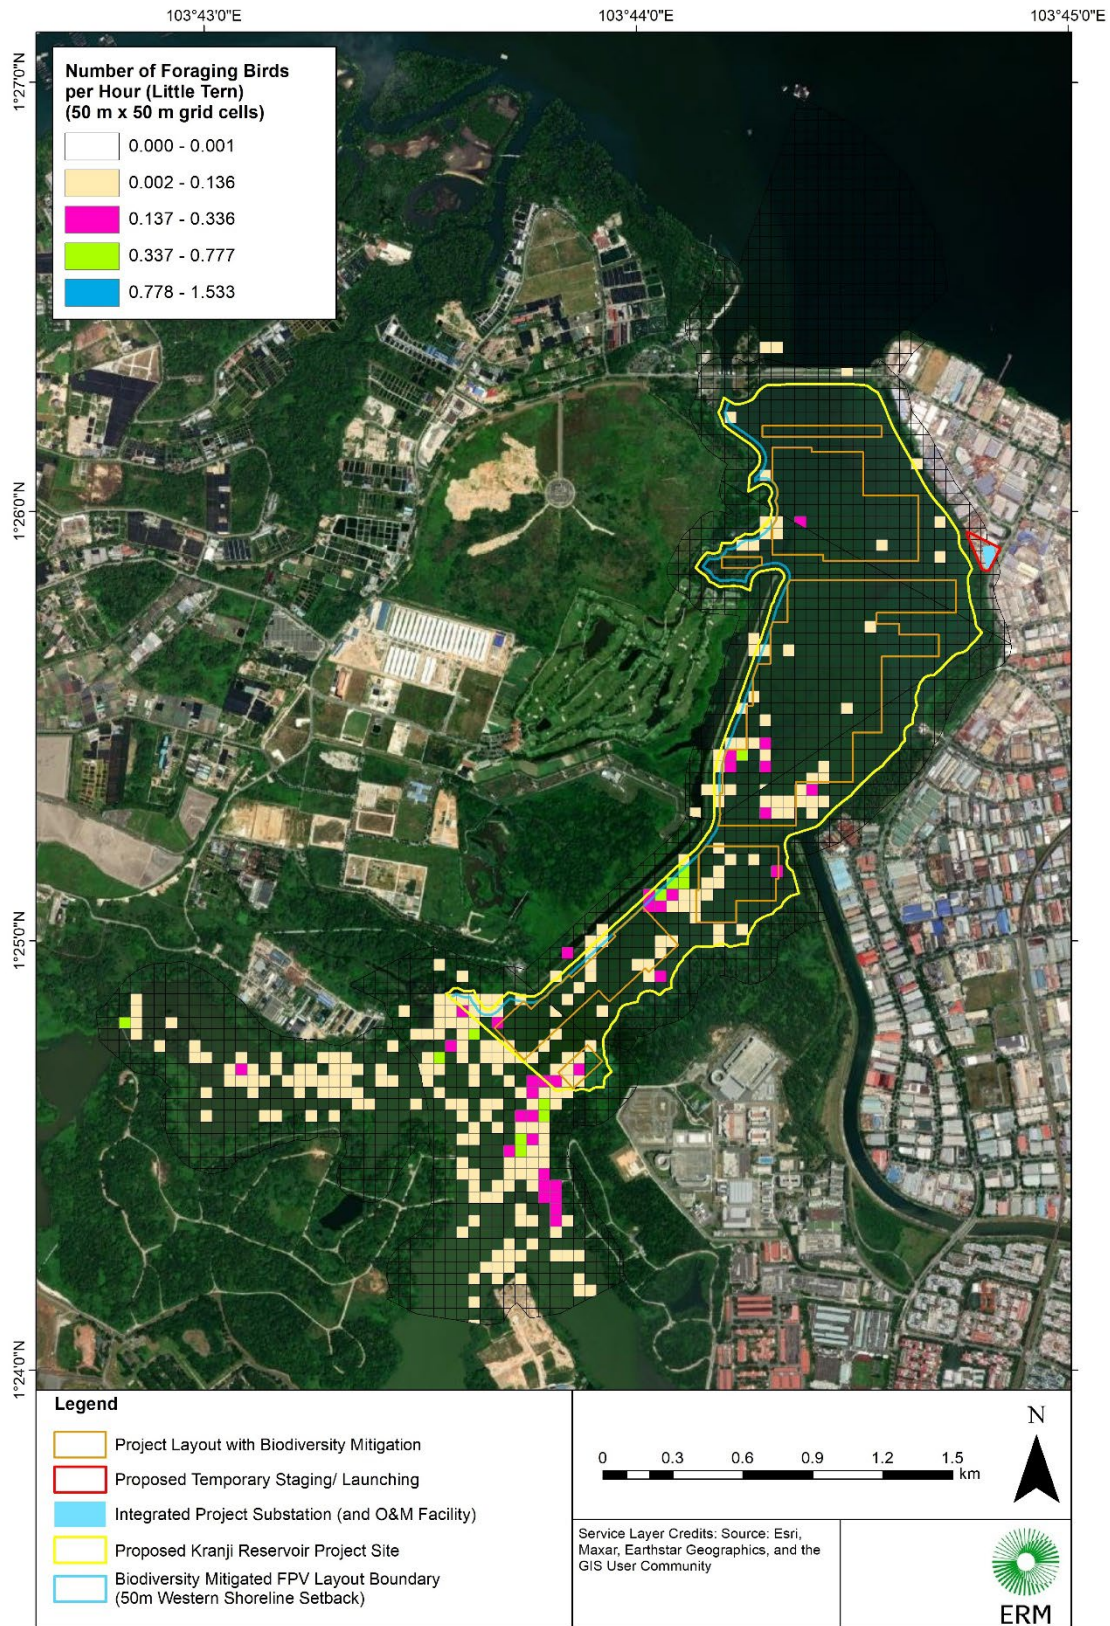 103°43'0"E
103°44'0"E
103°45'0"E
1°27'0"N
1°26'0"N
1°25'0"N
1°24'0"N
Number of Foraging Birds
per Hour (Little Tern)
(50 m x 50 m grid cells)
0.000 - 0.001
0.002 - 0.136
0.137 - 0.336
0.337 - 0.777
0.778 - 1.533
Legend
Project Layout with Biodiversity Mitigation
Proposed Temporary Staging/ Launching
Integrated Project Substation (and O&M Facility)
Proposed Kranji Reservoir Project Site
Biodiversity Mitigated FPV Layout Boundary
(50m Western Shoreline Setback)
N
0 0.3 0.6 0.9 1.2 1.5
km
Service Layer Credits: Source: Esri,
Maxar, Earthstar Geographics, and the
GIS User Community
ERM